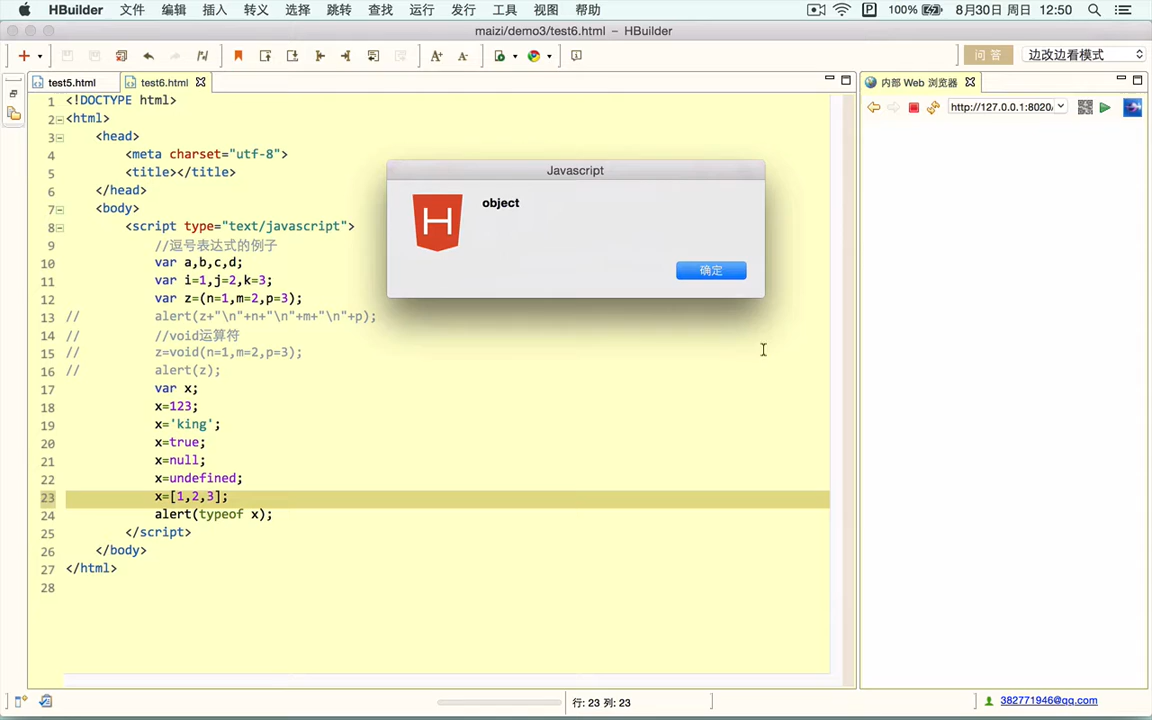 HBuilder 文件 编辑 插入 转义 选择 跳转 查找 运行 发行 工具 视图 帮助 100% 8月30日 周日 12:50
maizi/demo3/test6.html – HBuilder
问 答 边改边看模式
test5.html test6.html 内部 Web 浏览器
http://127.0.0.1:8020/
1 <!DOCTYPE html>
2 <html>
3 <head>
4 <meta charset="utf-8">
5 <title></title>
6 </head>
7 <body>
8 <script type="text/javascript">
9 //逗号表达式的例子
10 var a,b,c,d;
11 var i=1,j=2,k=3;
12 var z=(n=1,m=2,p=3);
13 // alert(z+"\n"+n+"\n"+m+"\n"+p);
14 // //void运算符
15 // z=void(n=1,m=2,p=3);
16 // alert(z);
17 var x;
18 x=123;
19 x='king';
20 x=true;
21 x=null;
22 x=undefined;
23 x=[1,2,3];
24 alert(typeof x);
25 </script>
26 </body>
27 </html>
28
Javascript
object
确定
行: 23 列: 23
382771946@qq.com